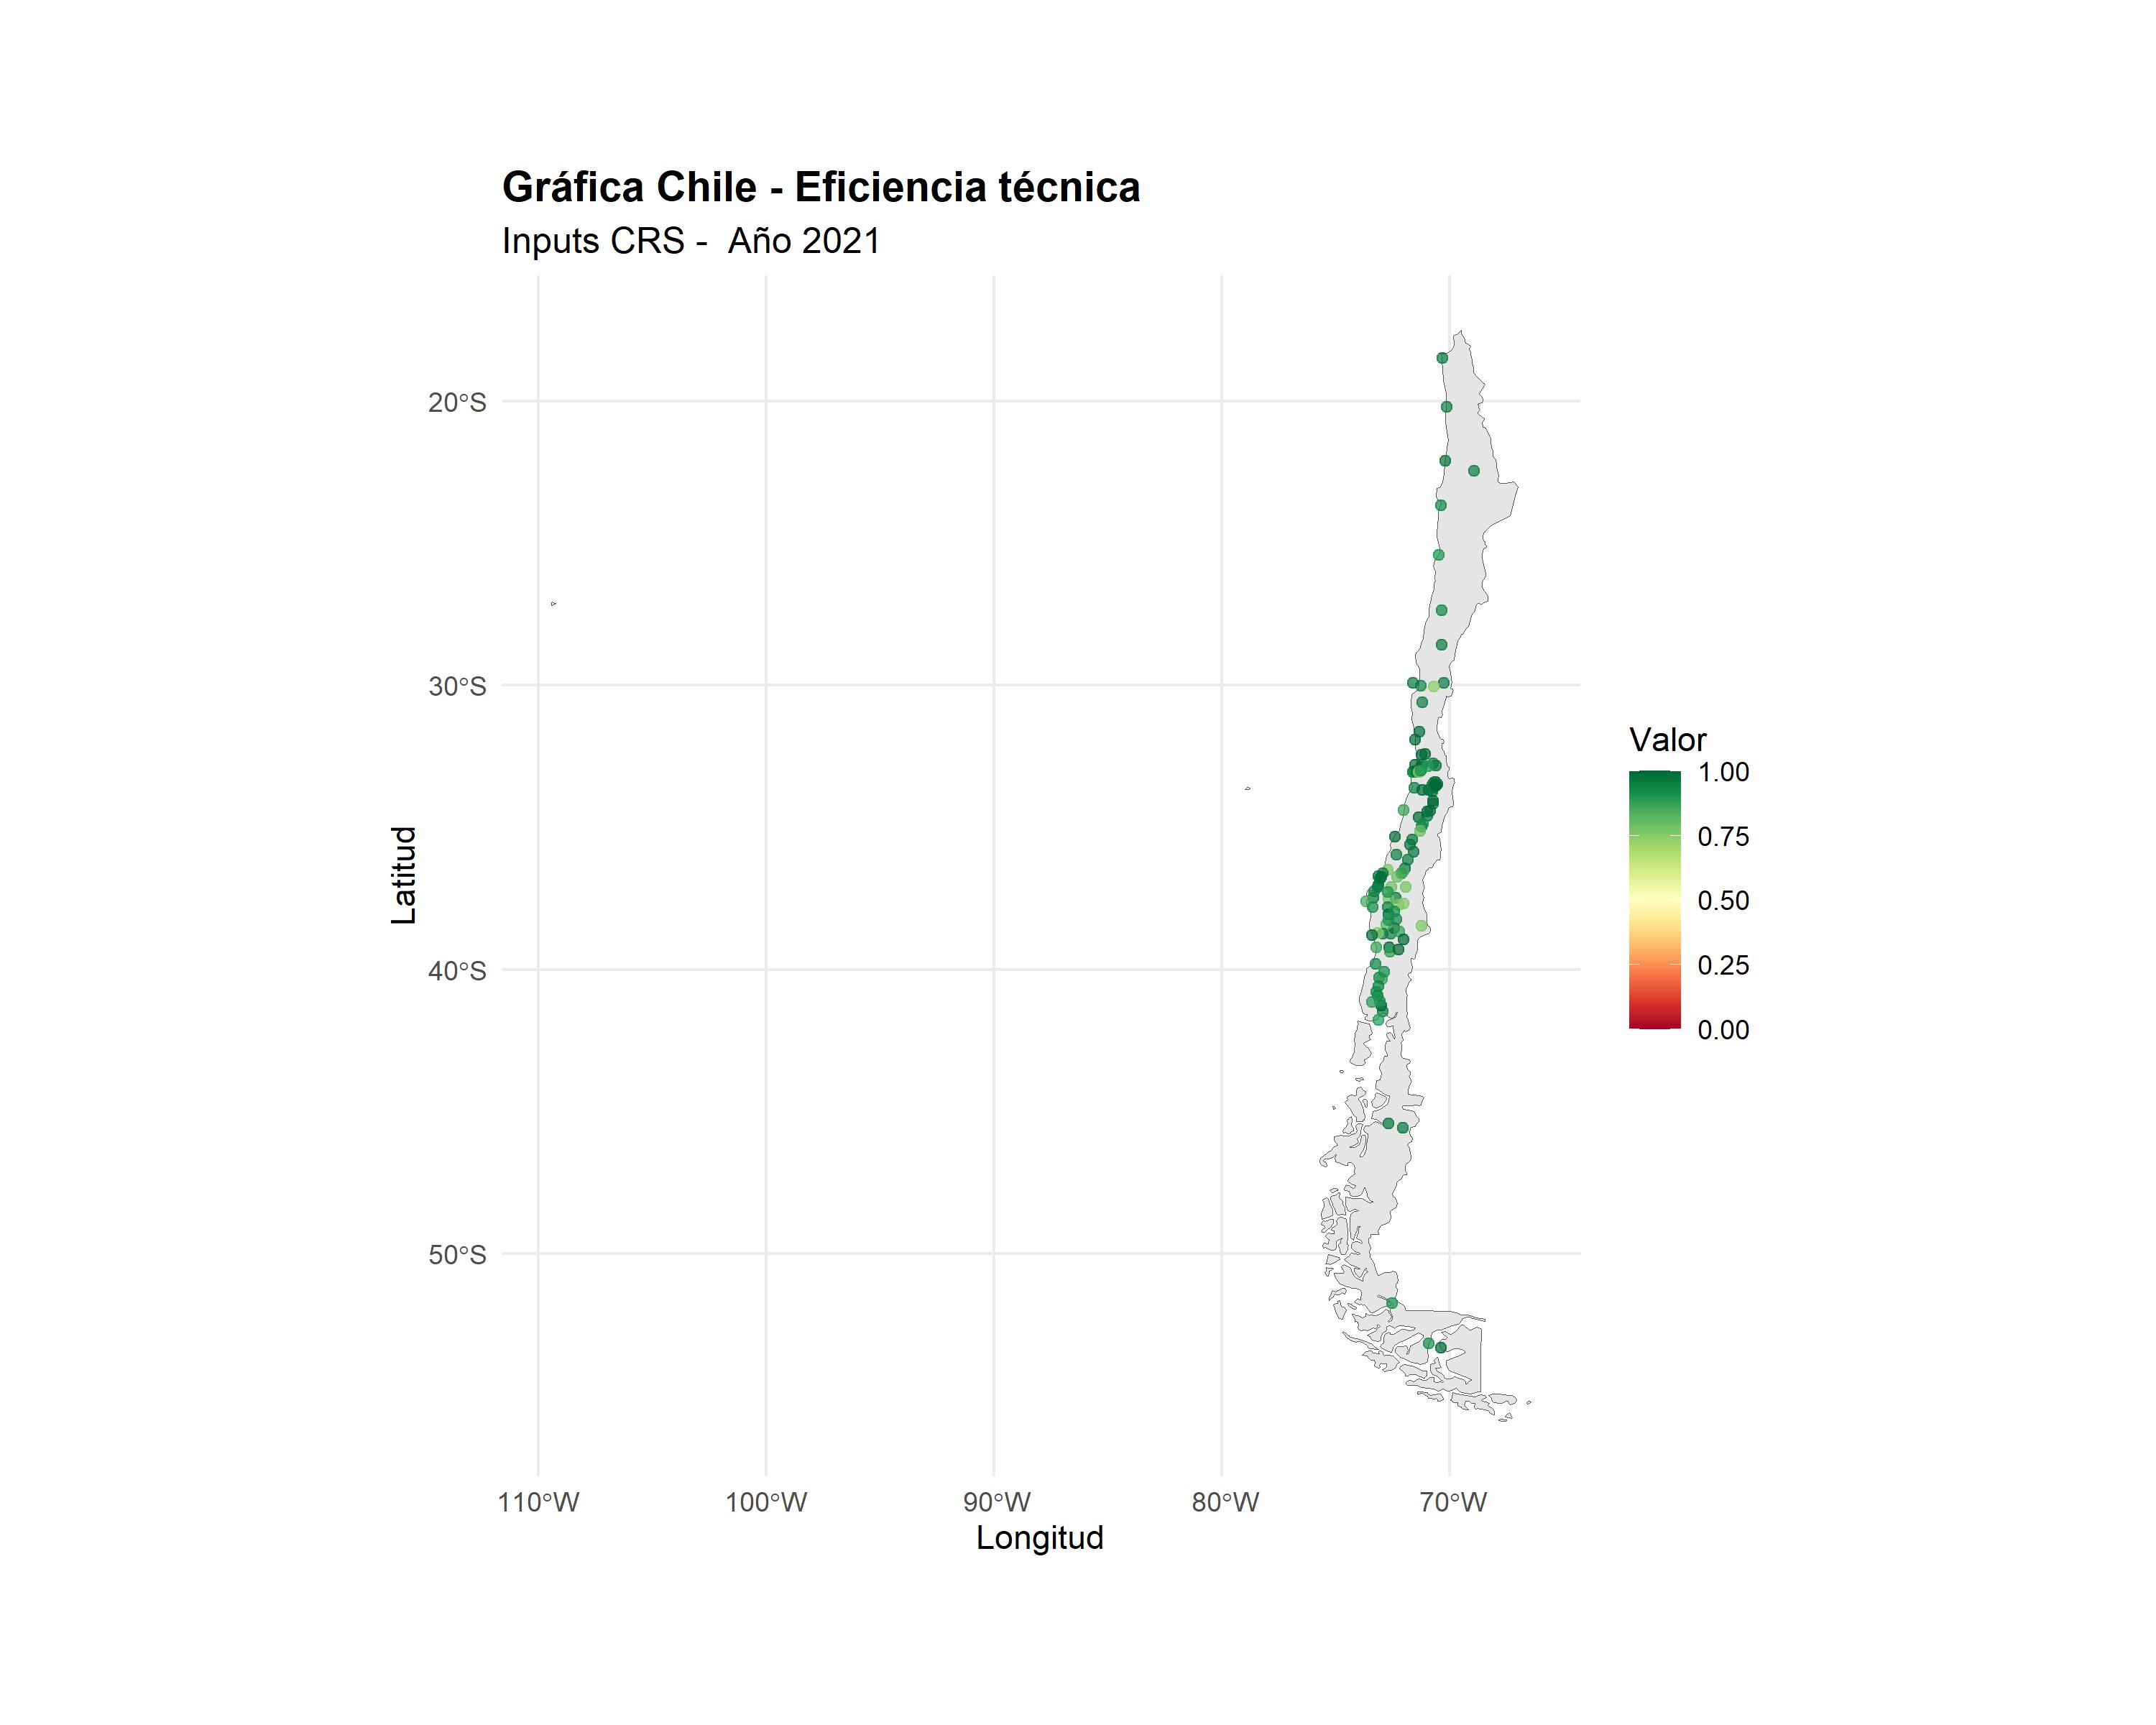 Gráfica Chile - Eficiencia técnica
Inputs CRS -  Año 2021
20°S
30°S
40°S
50°S
Latitud
110°W
100°W
90°W
80°W
70°W
Longitud
Valor
1.00
0.75
0.50
0.25
0.00